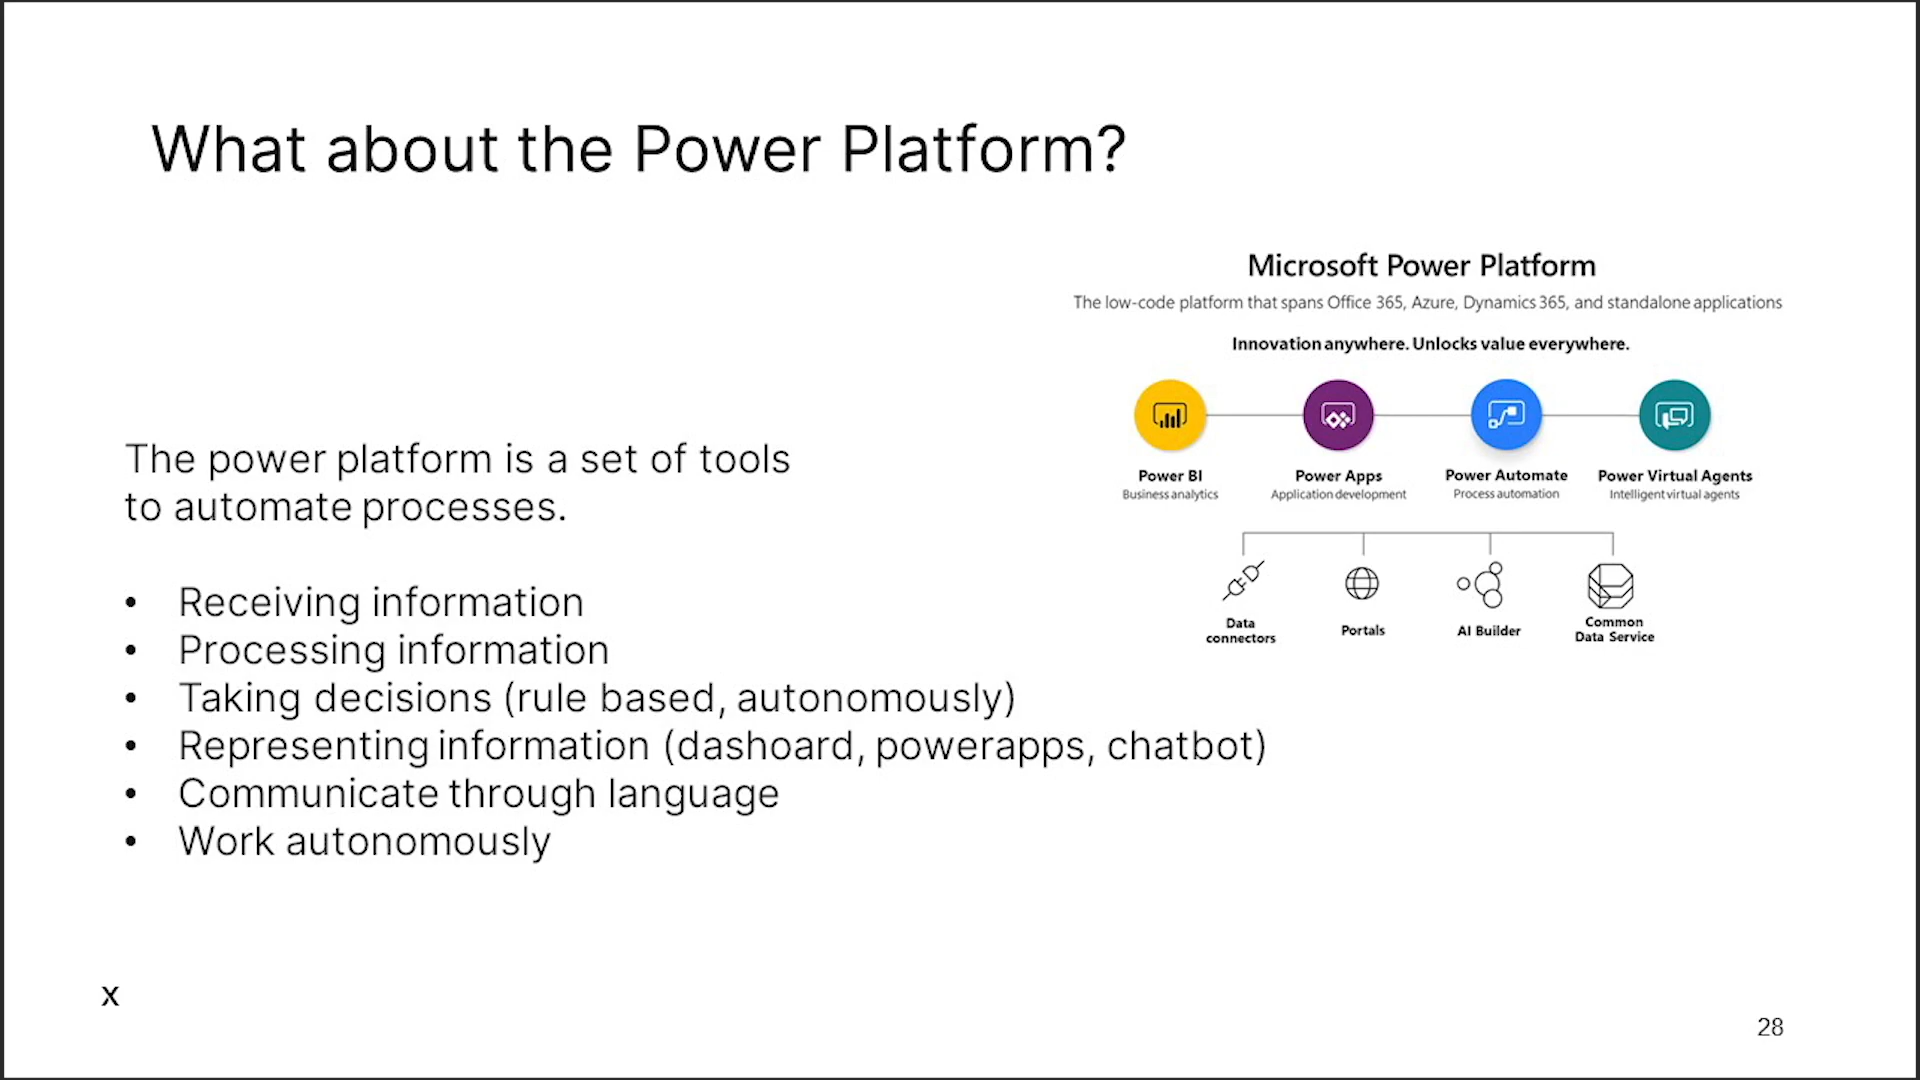 What about the Power Platform?
Microsoft Power Platform
The low-code platform that spans Office 365, Azure, Dynamics 365, and standalone applications
Innovation anywhere. Unlocks value everywhere.
Power BI
Business analytics
Power Apps
Application development
Power Automate
Process automation
Power Virtual Agents
Intelligent virtual agents
Data
connectors
Portals
AI Builder
Common
Data Service
The power platform is a set of tools
to automate processes.
• Receiving information
• Processing information
• Taking decisions (rule based, autonomously)
• Representing information (dashoard, powerapps, chatbot)
• Communicate through language
• Work autonomously
x
28